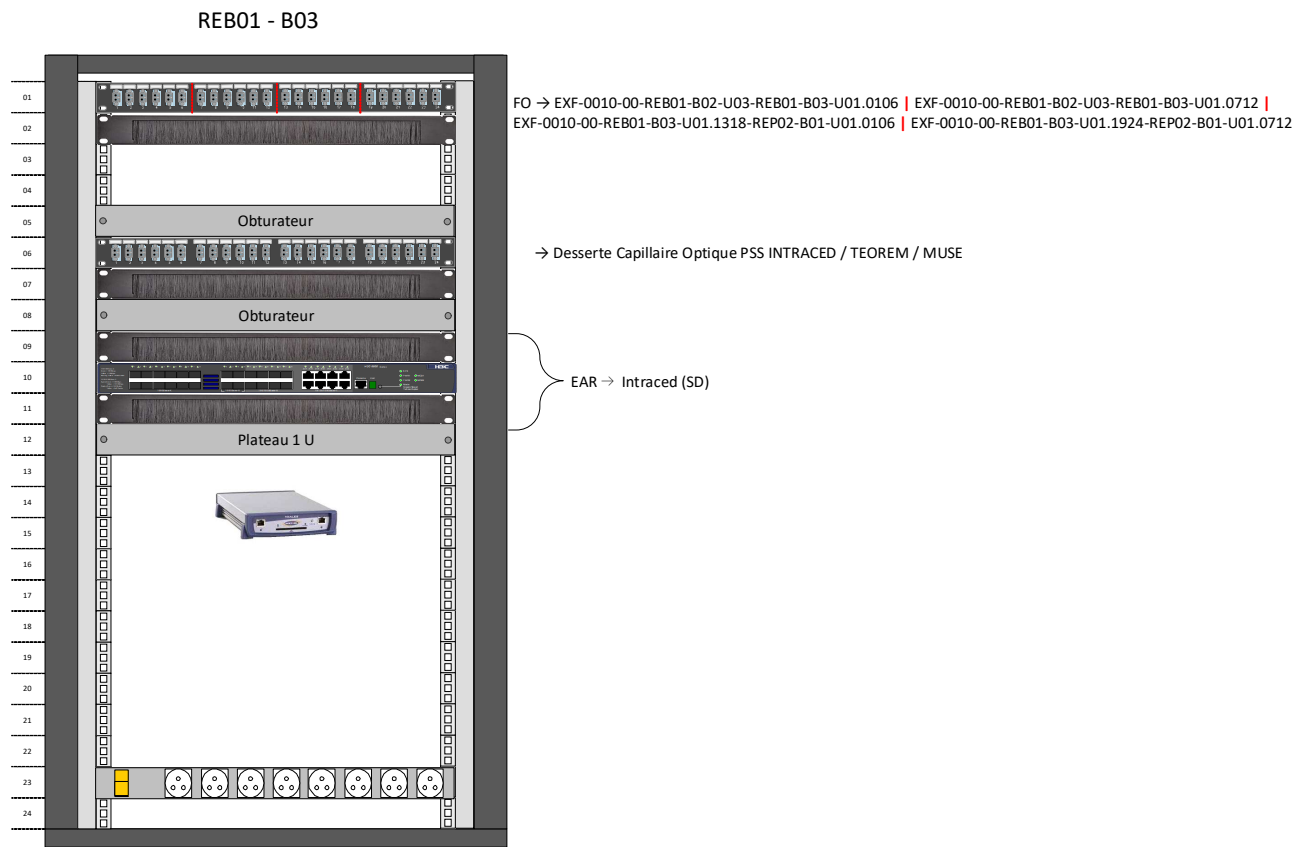 REB01 - B03
01
FO → EXF-0010-00-REB01-B02-U03-REB01-B03-U01.0106 | EXF-0010-00-REB01-B02-U03-REB01-B03-U01.0712 |
EXF-0010-00-REB01-B03-U01.1318-REP02-B01-U01.0106 | EXF-0010-00-REB01-B03-U01.1924-REP02-B01-U01.0712
02
03
04
05
Obturateur
06
→ Desserte Capillaire Optique PSS INTRACED / TEOREM / MUSE
07
08
Obturateur
09
10
H3C
EAR → Intraced (SD)
11
12
Plateau 1 U
13
14
15
16
17
18
19
20
21
22
23
24